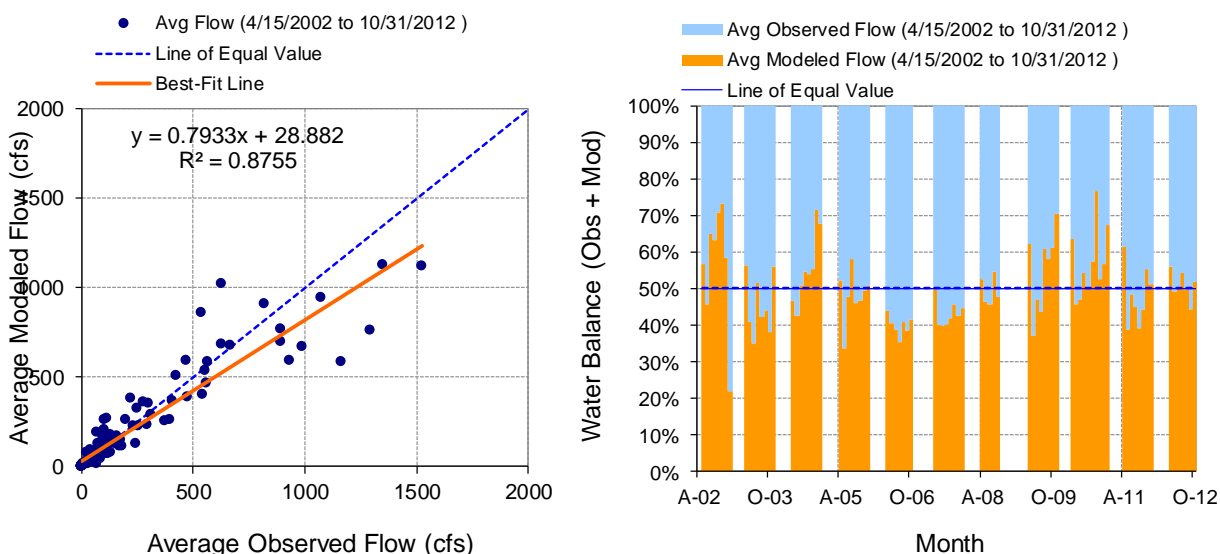 Avg Flow (4/15/2002 to 10/31/2012 )
Line of Equal Value
Best-Fit Line
y = 0.7933x + 28.882
R² = 0.8755
Average Modeled Flow (cfs)
2000
1500
1000
500
0
0 500 1000 1500 2000
Average Observed Flow (cfs)
Avg Observed Flow (4/15/2002 to 10/31/2012 )
Avg Modeled Flow (4/15/2002 to 10/31/2012 )
Line of Equal Value
Water Balance (Obs + Mod)
100%
90%
80%
70%
60%
50%
40%
30%
20%
10%
0%
A-02 O-03 A-05 O-06 A-08 O-09 A-11 O-12
Month